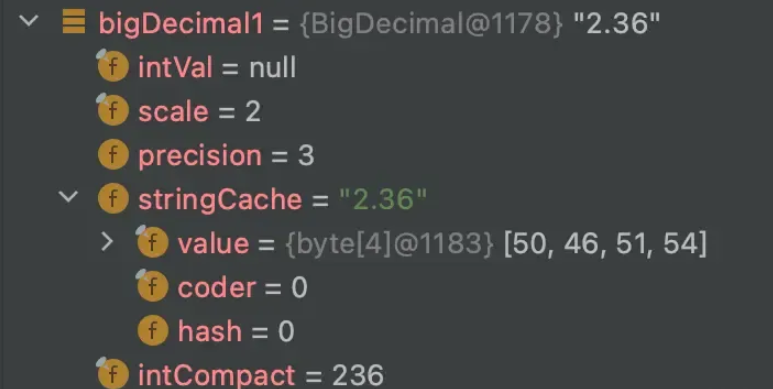 bigDecimal1 = {BigDecimal@1178} "2.36"
f intVal = null
f scale = 2
f precision = 3
f stringCache = "2.36"
f value = {byte[4]@1183} [50, 46, 51, 54]
f coder = 0
f hash = 0
f intCompact = 236